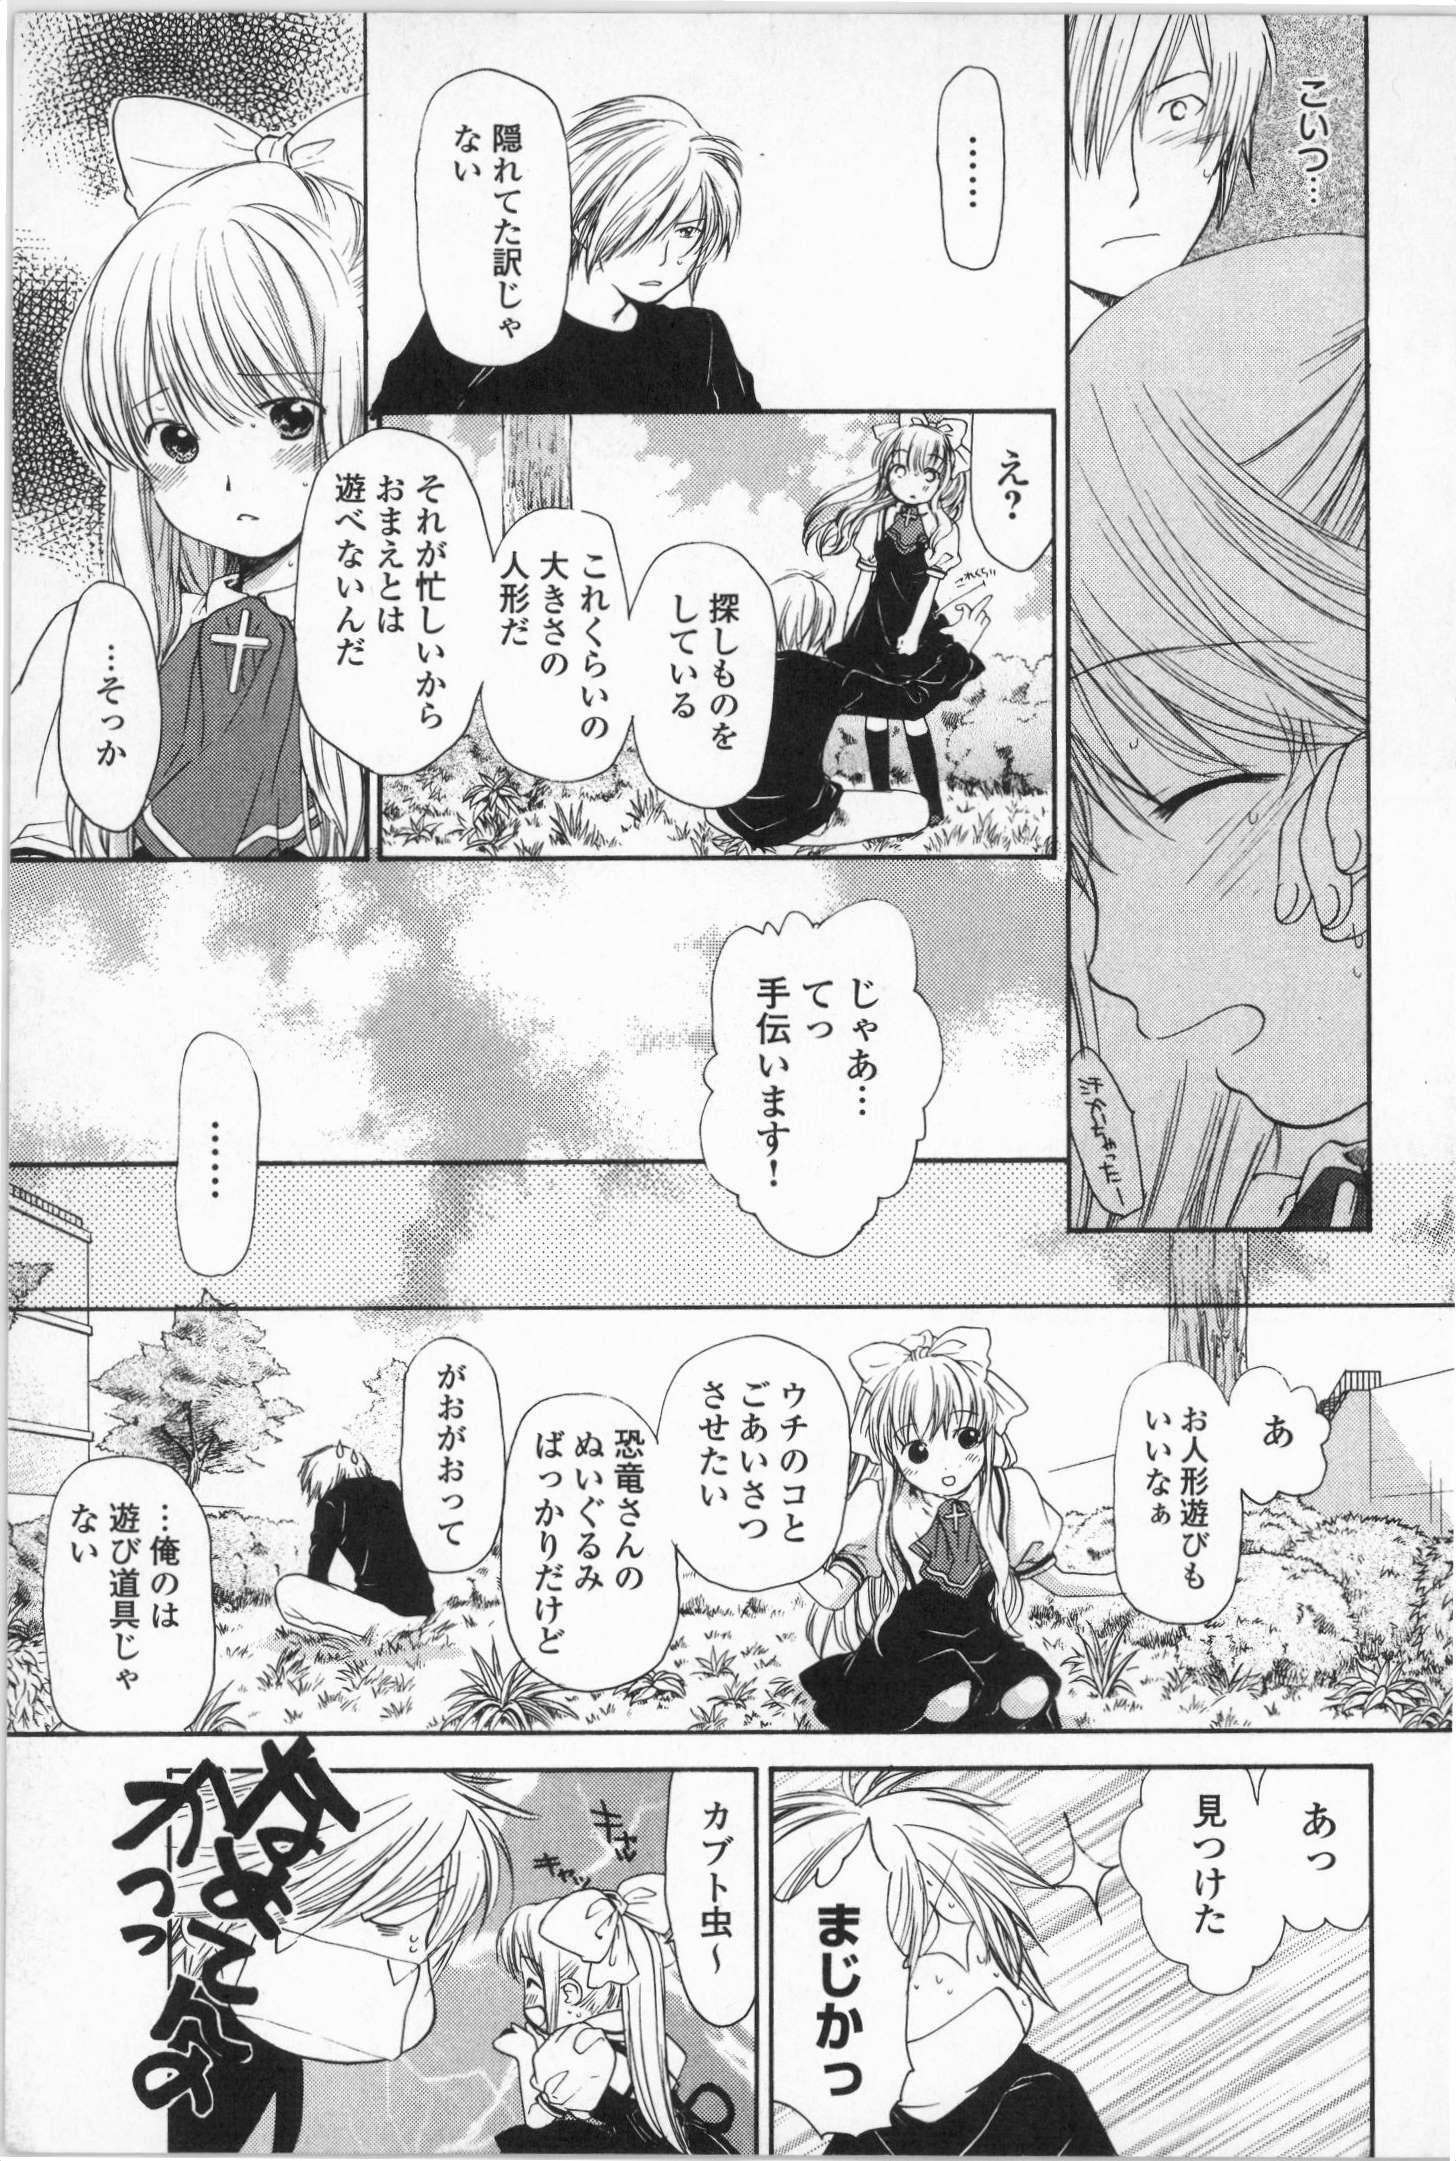 こいつ…
……
隠れてた訳じゃ
ない
え?
これくらい
探しものを
している
これくらいの
大きさの
人形だ
それが忙しいから
おまえとは
遊べないんだ
…そっか
じゃあ…
てっ
手伝います!
……
あ
お人形遊びも
いいなぁ
ウチのコと
ごあいさつ
させたい
恐竜さんの
ぬいぐるみ
ばっかりだけど
がおがおって
…俺のは
遊び道具じゃ
ない
あっ
見つけた
まじかっ
カブト虫〜
キャッ
キャッ